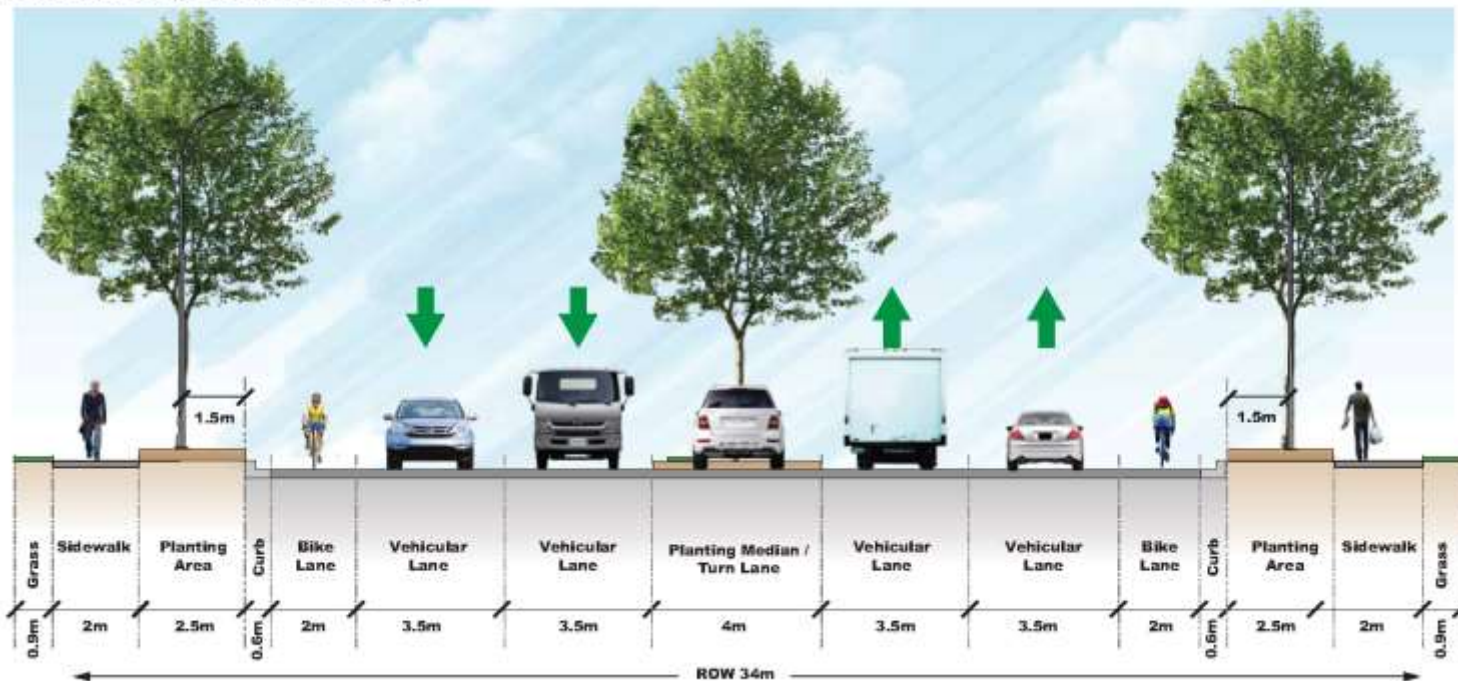 1.5m
1.5m
Grass
Sidewalk
Planting
Area
Curb
Bike
Lane
Vehicular
Lane
Vehicular
Lane
Planting Median /
Turn Lane
Vehicular
Lane
Vehicular
Lane
Bike
Lane
Curb
Planting
Area
Sidewalk
Grass
0.9m
2m
2.5m
0.6m
2m
3.5m
3.5m
4m
3.5m
3.5m
2m
0.6m
2.5m
2m
0.9m
ROW 34m